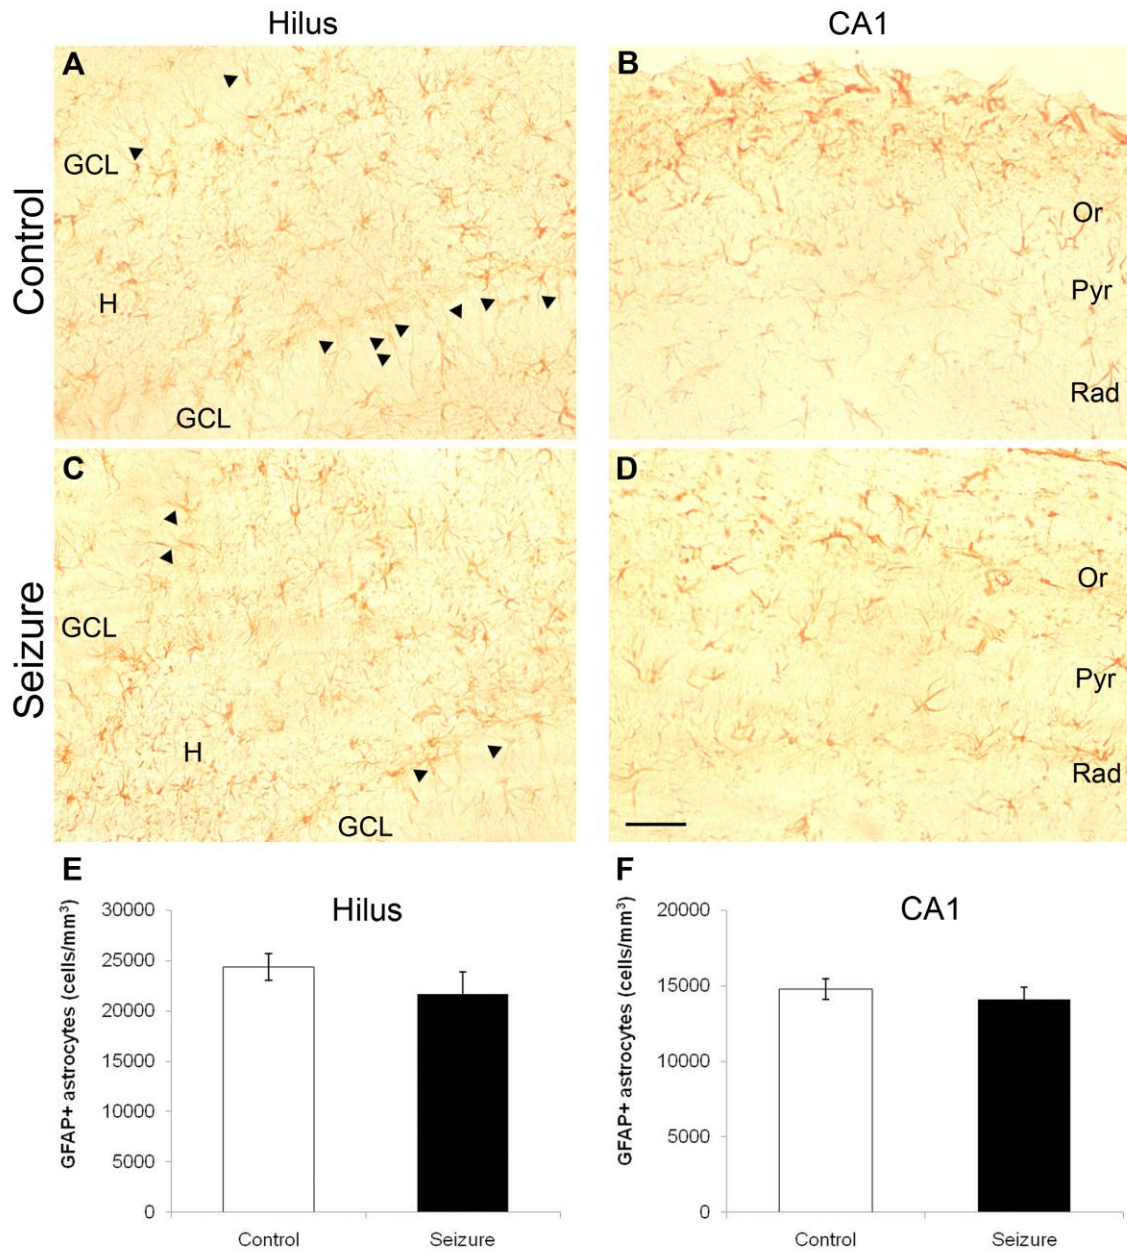 Hilus
CA1
Control
A
GCL
H
GCL
B
Or
Pyr
Rad
Seizure
C
GCL
H
GCL
D
Or
Pyr
Rad
E
Hilus
GFAP+ astrocytes (cells/mm³)
30000
25000
20000
15000
10000
5000
0
Control
Seizure
F
CA1
GFAP+ astrocytes (cells/mm³)
20000
15000
10000
5000
0
Control
Seizure